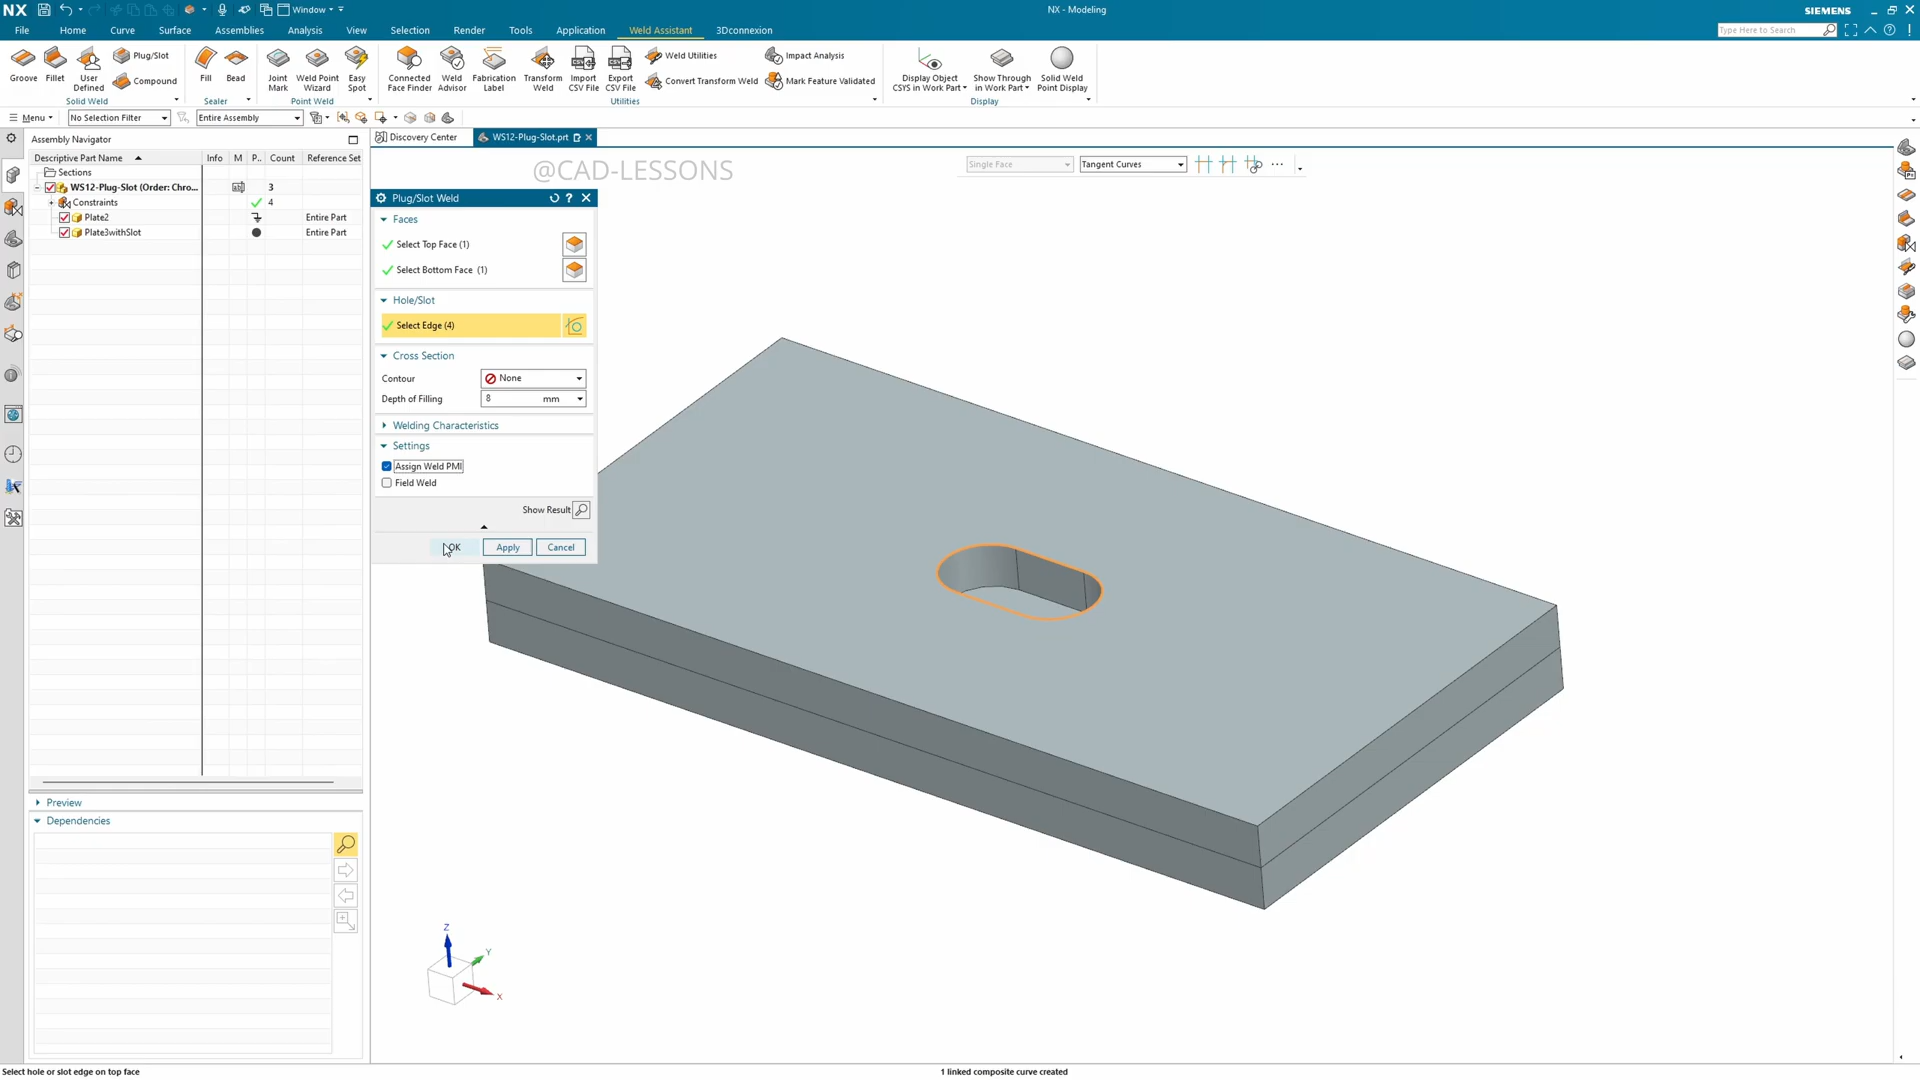 NX
Window
NX - Modeling
SIEMENS
File
Home
Curve
Surface
Assemblies
Analysis
View
Selection
Render
Tools
Application
Weld Assistant
3Dconnexion
Type Here to Search
Groove
Fillet
User Defined
Plug/Slot
Compound
Solid Weld
Fill
Bead
Sealer
Joint Mark
Weld Point Wizard
Easy Spot
Point Weld
Connected Face Finder
Weld Advisor
Fabrication Label
Transform Weld
Import CSV File
Export CSV File
Weld Utilities
Convert Transform Weld
Impact Analysis
Mark Feature Validated
Utilities
Display Object CSYS in Work Part
Show Through in Work Part
Solid Weld Point Display
Display
Menu
No Selection Filter
Entire Assembly
Assembly Navigator
Discovery Center
WS12-Plug-Slot.prt
Descriptive Part Name
Info
M
P..
Count
Reference Set
Sections
WS12-Plug-Slot (Order: Chro...
3
Constraints
4
Plate2
Entire Part
Plate3withSlot
Entire Part
@CAD-LESSONS
Single Face
Tangent Curves
Plug/Slot Weld
Faces
Select Top Face (1)
Select Bottom Face (1)
Hole/Slot
Select Edge (4)
Cross Section
Contour
None
Depth of Filling
8
mm
Welding Characteristics
Settings
Assign Weld PMI
Field Weld
Show Result
OK
Apply
Cancel
Preview
Dependencies
Z
Y
X
Select hole or slot edge on top face
1 linked composite curve created